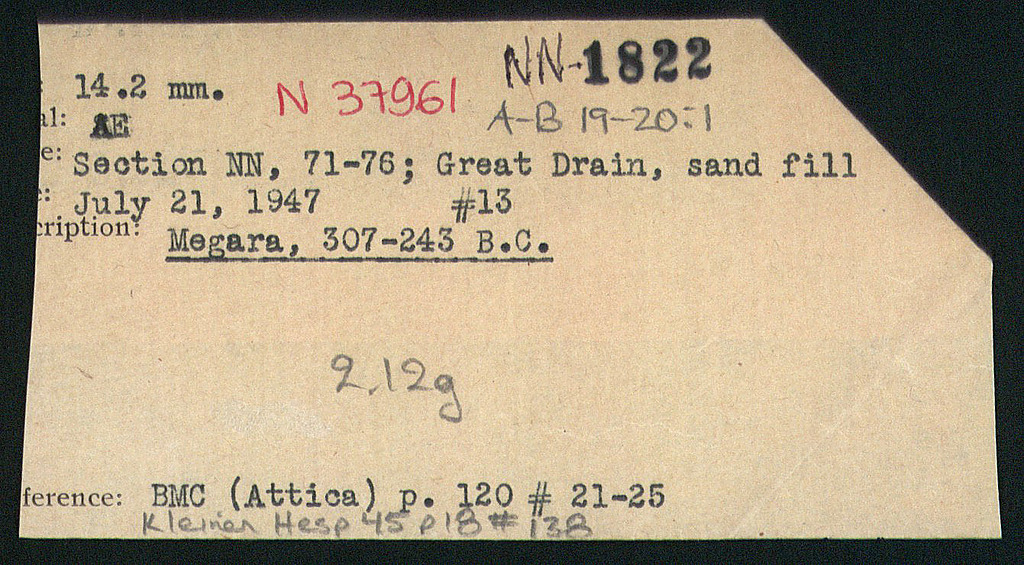 NN-1822
: 14.2 mm. N 37961
al: AE A-B 19-20:1
e: Section NN, 71-76; Great Drain, sand fill
: July 21, 1947 #13
cription: Megara, 307-243 B.C.
2.12g
ference: BMC (Attica) p. 120 # 21-25
Kleiner Hesp 45 p 18 # 138